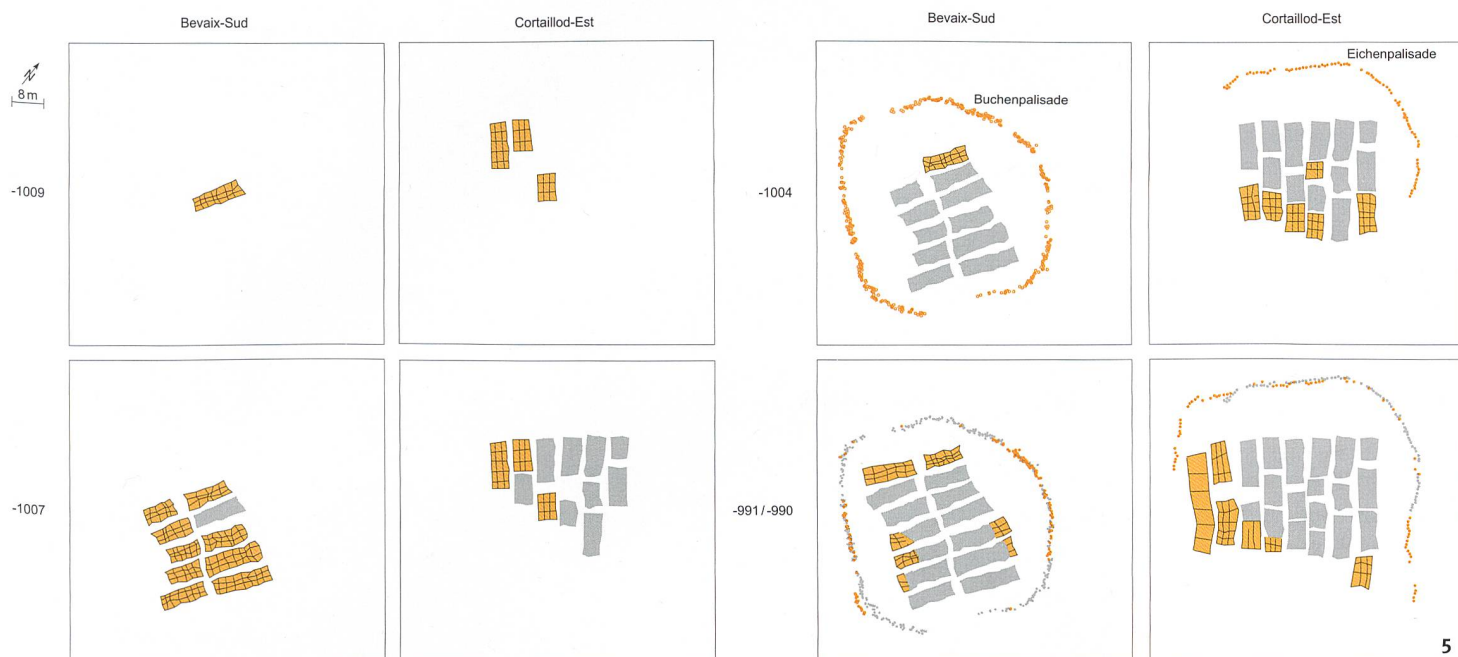 Bevaix-Sud
Cortaillod-Est
Bevaix-Sud
Cortaillod-Est
N
8 m
Eichenpalisade
Buchenpalisade
-1009
-1004
-1007
-991 / -990
5